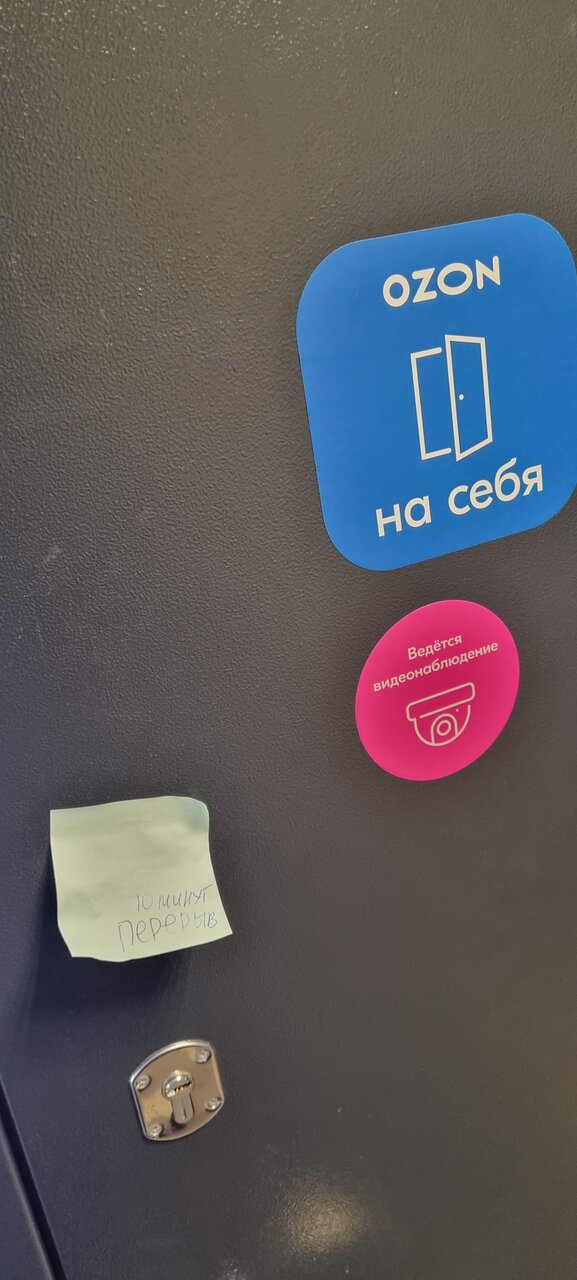 OZON
на себя
Ведётся
видеонаблюдение
10 минут
перерыв